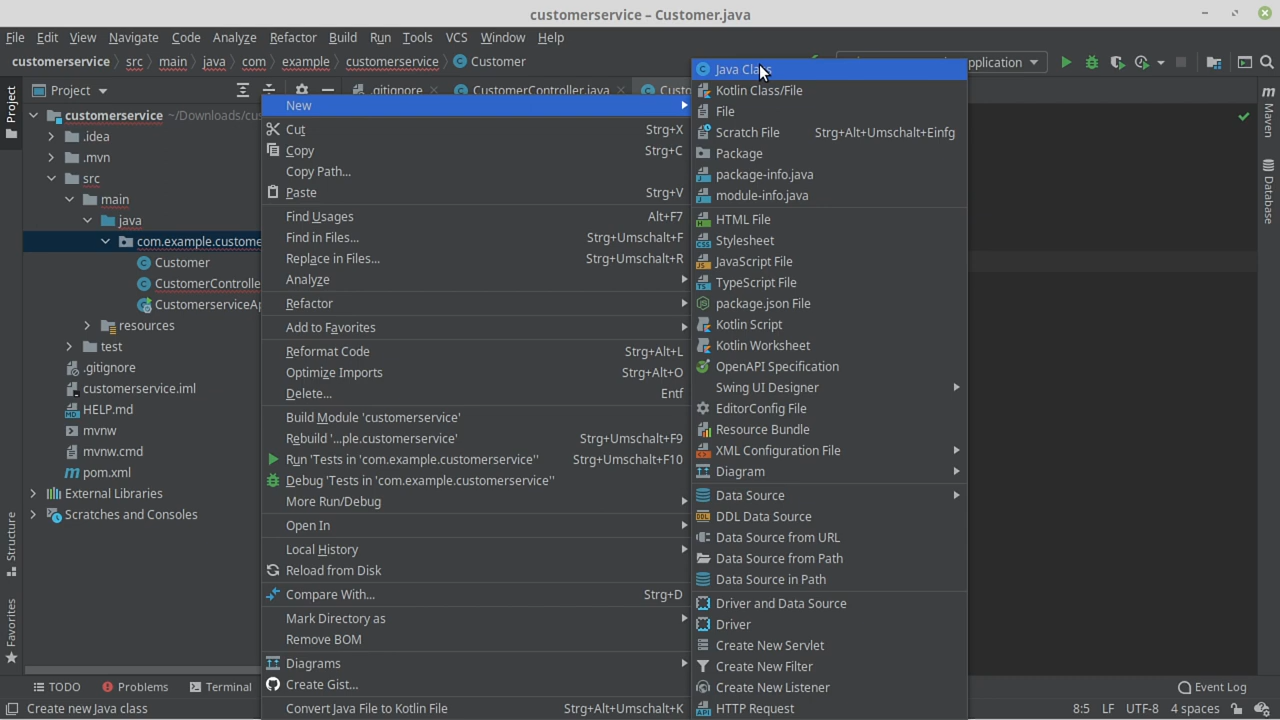 customerservice – Customer.java
File Edit View Navigate Code Analyze Refactor Build Run Tools VCS Window Help
customerservice src main java com example customerservice Customer
pplication
Project
.gitignore CustomerController.java
customerservice ~/Downloads/cu
.idea
.mvn
src
main
java
com.example.custome
Customer
CustomerControlle
CustomerserviceA
resources
test
.gitignore
customerservice.iml
HELP.md
mvnw
mvnw.cmd
pom.xml
External Libraries
Scratches and Consoles
New
Cut Strg+X
Copy Strg+C
Copy Path...
Paste Strg+V
Find Usages Alt+F7
Find in Files... Strg+Umschalt+F
Replace in Files... Strg+Umschalt+R
Analyze
Refactor
Add to Favorites
Reformat Code Strg+Alt+L
Optimize Imports Strg+Alt+O
Delete... Entf
Build Module 'customerservice'
Rebuild '...ple.customerservice' Strg+Umschalt+F9
Run 'Tests in 'com.example.customerservice'' Strg+Umschalt+F10
Debug 'Tests in 'com.example.customerservice''
More Run/Debug
Open In
Local History
Reload from Disk
Compare With... Strg+D
Mark Directory as
Remove BOM
Diagrams
Create Gist...
Convert Java File to Kotlin File Strg+Alt+Umschalt+K
Java Class
Kotlin Class/File
File
Scratch File Strg+Alt+Umschalt+Einfg
Package
package-info.java
module-info.java
HTML File
Stylesheet
JavaScript File
TypeScript File
package.json File
Kotlin Script
Kotlin Worksheet
OpenAPI Specification
Swing UI Designer
EditorConfig File
Resource Bundle
XML Configuration File
Diagram
Data Source
DDL Data Source
Data Source from URL
Data Source from Path
Data Source in Path
Driver and Data Source
Driver
Create New Servlet
Create New Filter
Create New Listener
HTTP Request
Project
Structure
Favorites
Maven
Database
TODO Problems Terminal
Event Log
Create new Java class
8:5 LF UTF-8 4 spaces